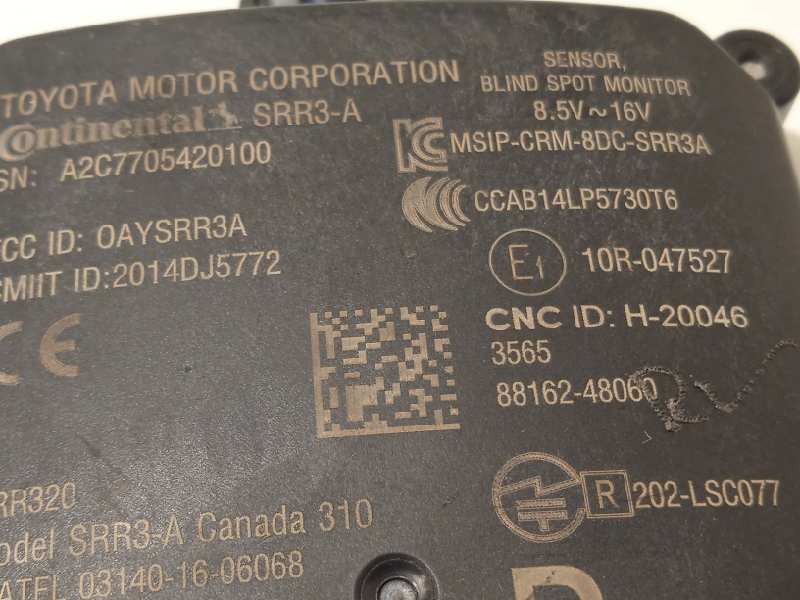 TOYOTA MOTOR CORPORATION
Continental SRR3-A
SN: A2C7705420100
CC ID: OAYSRR3A
CMIIT ID:2014DJ5772
CE
SENSOR,
BLIND SPOT MONITOR
8.5V~16V
MSIP-CRM-8DC-SRR3A
CCAB14LP5730T6
E1 10R-047527
CNC ID: H-20046
3565
88162-48060
R 202-LSC077
RR320
odel SRR3-A Canada 310
ATEL 03140-16-06068